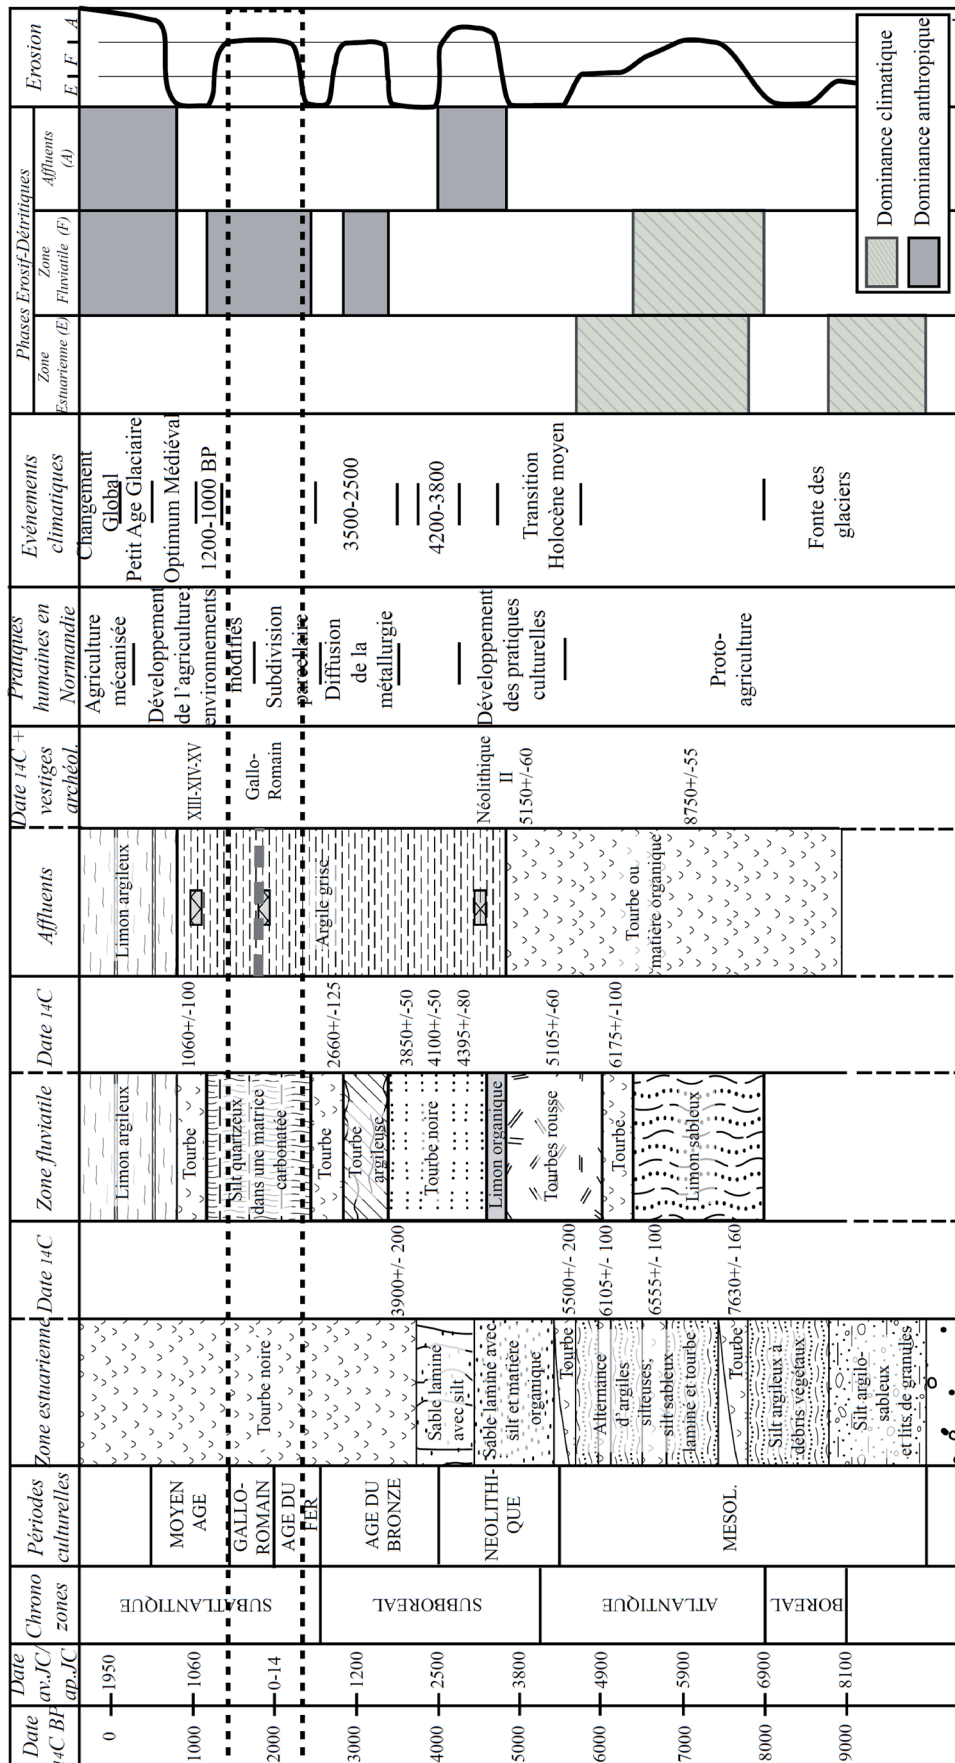 Date
14C BP
0
1000
2000
3000
4000
5000
6000
7000
8000
9000
Date
av.JC/
ap.JC
1950
1060
0-14
1200
2500
3800
4900
5900
6900
8100
Chrono
zones
SUBATLANTIQUE
SUBOREAL
ATLANTIQUE
BOREAL
Périodes
culturelles
MOYEN
AGE
GALLO-
ROMAIN
AGE DU
FER
AGE DU
BRONZE
NEOLITHI-
QUE
MESOL.
Zone estuarienne
Tourbe noire
Sable laminé
avec silt
Sable laminé avec
silt et matière
organique
Tourbe
Alternance
d'argiles
silteuses,
silt sableux
laminé et tourbe
Tourbe
Silt argileux à
débris végétaux
Silt argilo-
sableux
et lits de granules
Date 14C
3900+/- 200
5500+/- 200
6105+/- 100
6555+/- 100
7630+/- 160
Zone fluviatile
Limon argileux
Tourbe
Silt quartzeux
dans une matrice
carbonatée
Tourbe
Tourbe
argileuse
Tourbe noire
Limon organique
Tourbes rousse
Tourbe
Limon sableux
Date 14C
1060+/-100
2660+/-125
3850+/-50
4100+/-50
4395+/-80
5105+/-60
6175+/-100
Affluents
Limon argileux
Argile grise
Tourbe ou
matière organique
Date 14C +
vestiges
archéol.
XIII-XIV-XV
Gallo-
Romain
Néolithique
II
5150+/-60
8750+/-55
Pratiques
humaines en
Normandie
Agriculture
mécanisée
Développement
de l'agriculture:
environnements
modifiés
Subdivision
parcellaire
Diffusion
de la
métallurgie
Développement
des pratiques
culturelles
Proto-
agriculture
Evénements
climatiques
Changement
Global
Petit Age Glaciaire
Optimum Médiéval
1200-1000 BP
3500-2500
4200-3800
Transition
Holocène moyen
Fonte des
glaciers
Phases Erosif-Détritiques
Zone
Estuarienne (E)
Zone
Fluviatile (F)
Affluents
(A)
Erosion
E F A
Dominance climatique
Dominance anthropique